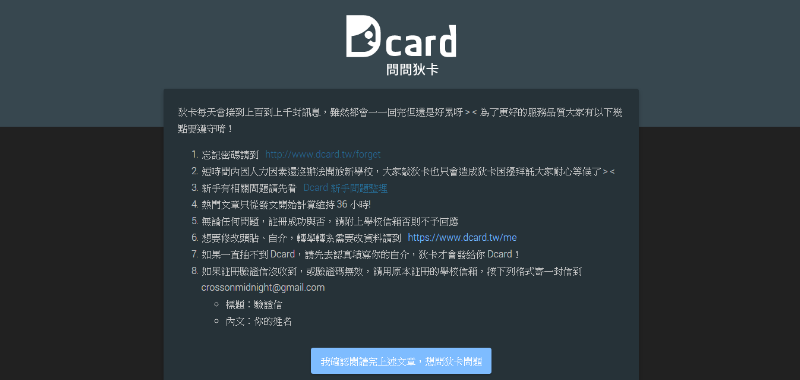 Dcard
問問狄卡
狄卡每天會接到上百到上千封訊息，雖然都會一一回完但還是好累呀 > < 為了更好的服務品質大家有以下幾
點要遵守唷！
1. 忘記密碼請到 http://www.dcard.tw/forget
2. 短時間內因人力因素還沒辦法開放新學校，大家敲狄卡也只會造成狄卡困擾拜託大家耐心等候了 > <
3. 新手有相關問題請先看 Dcard 新手問題整理
4. 熱門文章只從發文開始計算維持 36 小時!
5. 無論任何問題，註冊成功與否，請附上學校信箱否則不予回應
6. 想要修改頭貼、自介，轉學轉系需要改資料請到 https://www.dcard.tw/me
7. 如果一直抽不到 Dcard，請先去認真填寫你的自介，狄卡才會發給你 Dcard！
8. 如果註冊驗證信沒收到，或驗證碼無效，請用原本註冊的學校信箱，按下列格式寄一封信到
crossonmidnight@gmail.com
○ 標題：驗證信
○ 內文：你的姓名
我確認閱讀完上述文章，想問狄卡問題